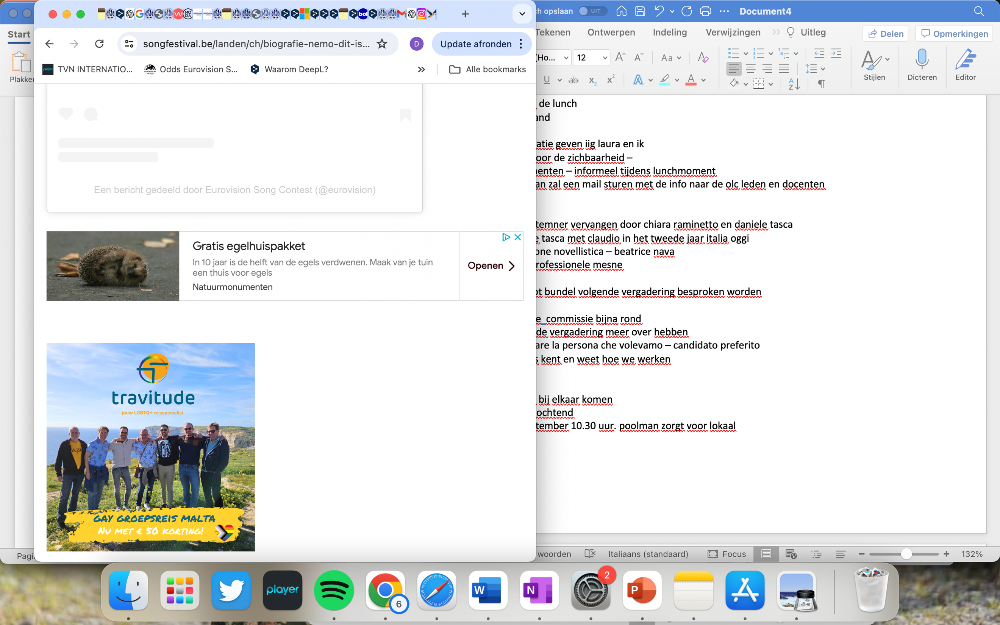 Start
Plakken
songfestival.be/landen/ch/biografie-nemo-dit-is...
D
Update afronden
TVN INTERNATIO...
Odds Eurovision S...
Waarom DeepL?
Alle bookmarks
Een bericht gedeeld door Eurovision Song Contest (@eurovision)
Gratis egelhuispakket
In 10 jaar is de helft van de egels verdwenen. Maak van je tuin
een thuis voor egels
Natuurmonumenten
Openen
travitude
jouw LGBTQ+ reisspecialist
GAY GROEPSREIS MALTA
NU MET € 50 KORTING!
ch opslaan
UIT
Document4
Tekenen
Ontwerpen
Indeling
Verwijzingen
Uitleg
Delen
Opmerkingen
(Ho...
12
Aa
Stijlen
Dicteren
Editor
de lunch
and
atie geven iig laura en ik
oor de zichbaarheid –
nenten – informeel tijdens lunchmoment
an zal een mail sturen met de info naar de olc leden en docenten
temner vervangen door chiara raminetto en daniele tasca
e tasca met claudio in het tweede jaar italia oggi
one novellistica – beatrice nava
rofessionele mesne
ot bundel volgende vergadering besproken worden
e commissie bijna rond
de vergadering meer over hebben
are la persona che volevamo – candidato preferito
s kent en weet hoe we werken
bij elkaar komen
ochtend
tember 10.30 uur. poolman zorgt voor lokaal
Pagi
woorden
Italiaans (standaard)
Focus
132%
player
6
W
N
2
P